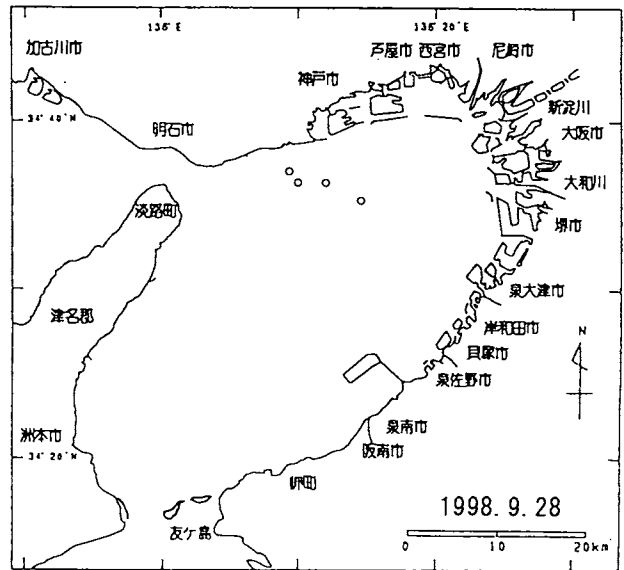 135°E
135°20'E
加古川市
芦屋市 西宮市 尼崎市
神戸市
新淀川
34°40'N
明石市
大阪市
大和川
淡路町
堺市
泉大津市
津名郡
岸和田市
N
貝塚市
泉佐野市
洲本市
泉南市
阪南市
34°20'N
岬町
友ケ島
1998.9.28
0 10 20km